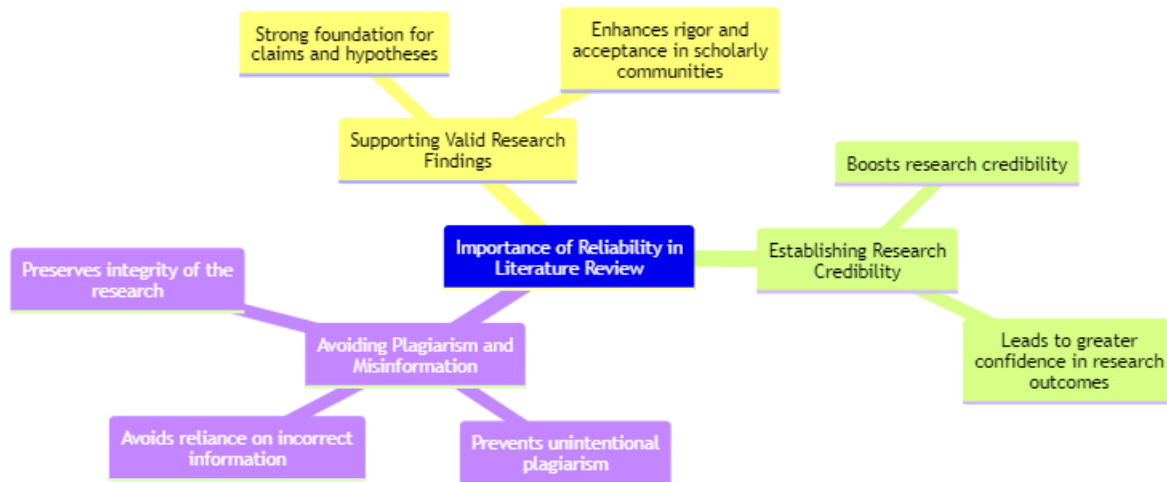 Strong foundation for
claims and hypotheses
Enhances rigor and
acceptance in scholarly
communities
Supporting Valid Research
Findings
Boosts research credibility
Importance of Reliability in
Literature Review
Establishing Research
Credibility
Preserves integrity of the
research
Avoiding Plagiarism and
Misinformation
Leads to greater
confidence in research
outcomes
Avoids reliance on incorrect
information
Prevents unintentional
plagiarism